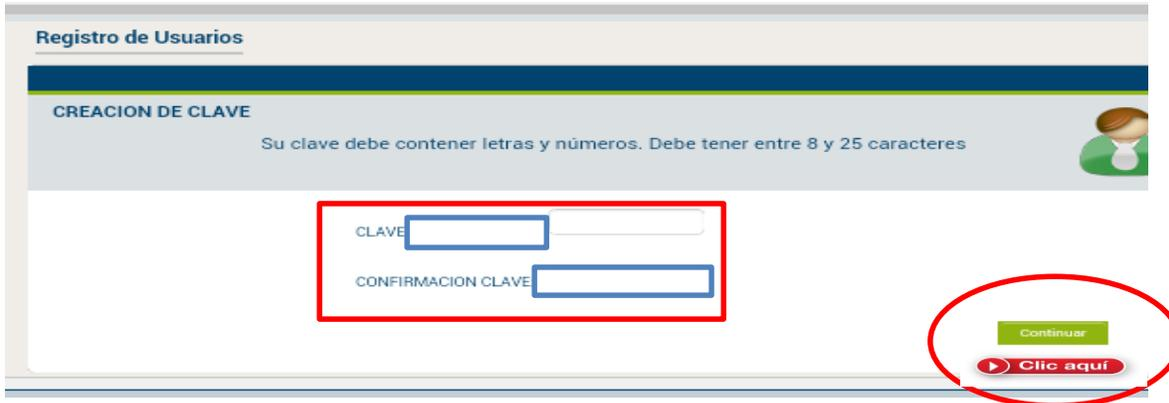 Registro de Usuarios
CREACION DE CLAVE
Su clave debe contener letras y números. Debe tener entre 8 y 25 caracteres
CLAVE
CONFIRMACION CLAVE
Continuar
Clic aquí